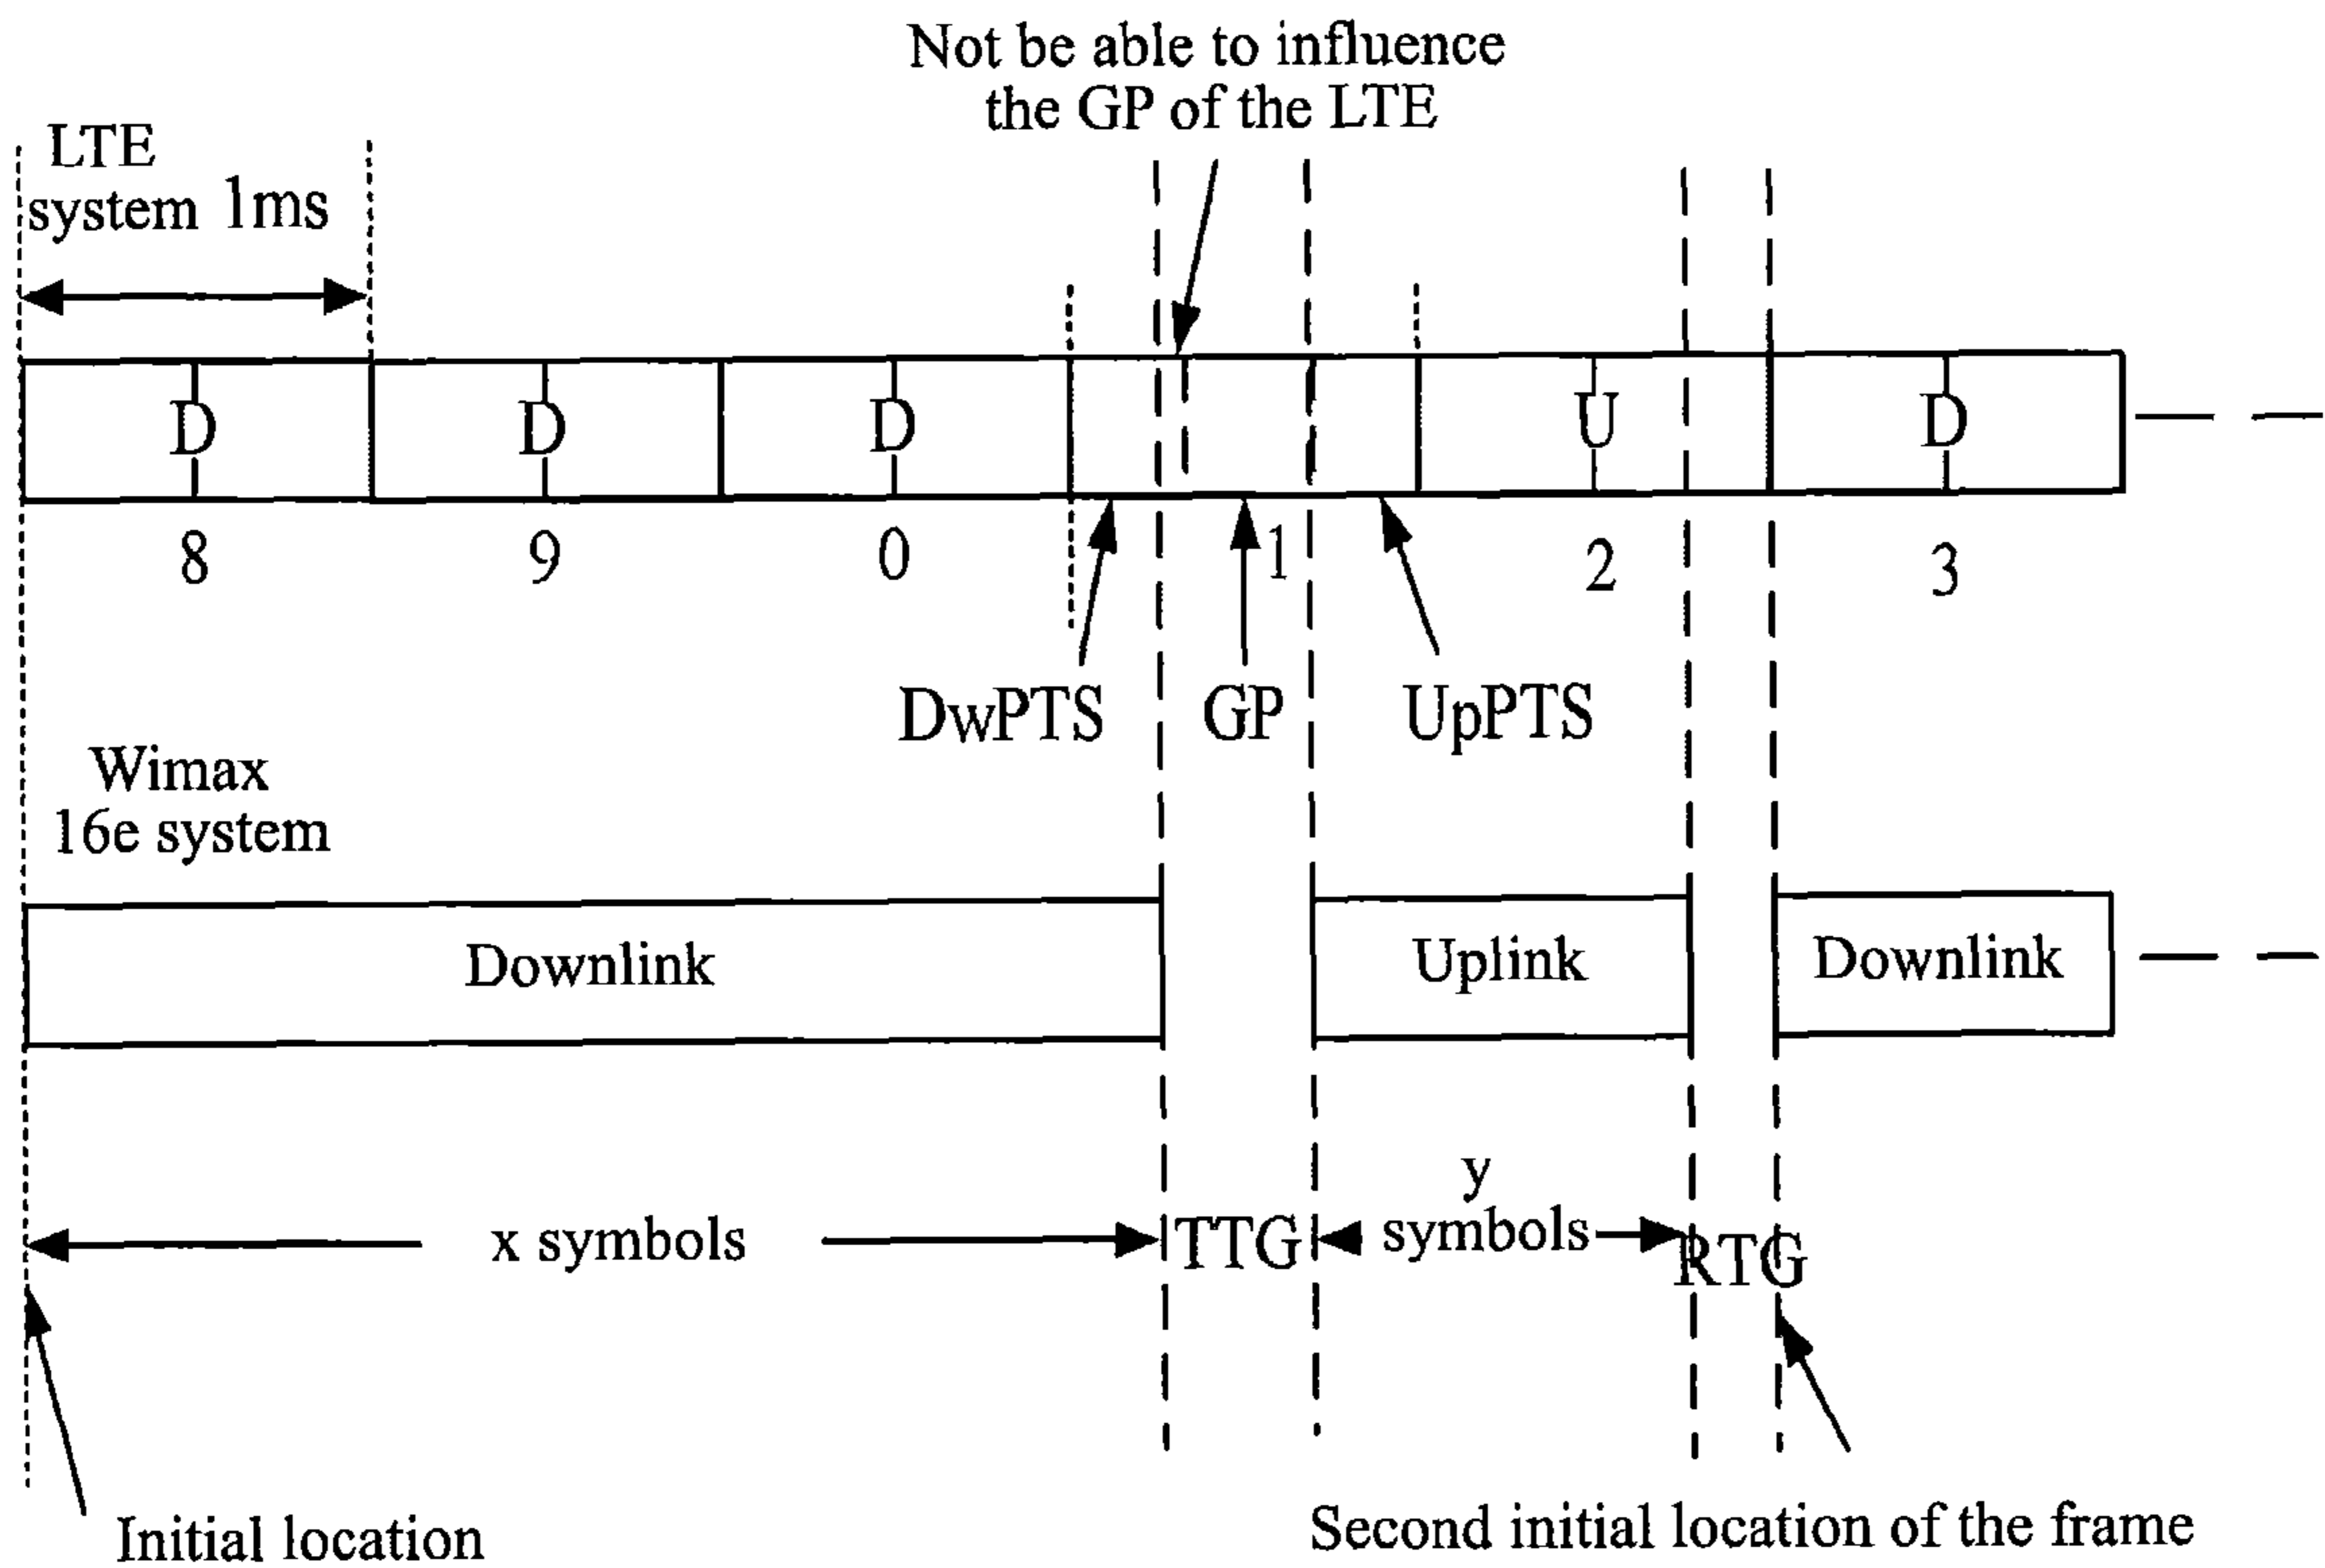 Not be able to influence
the GP of the LTE
LTE
system 1ms
D
D
D
U
D
8
9
0
1
2
3
DwPTS
GP
UpPTS
Wimax
16e system
Downlink
Uplink
Downlink
x symbols
TTG
y
symbols
RTG
Initial location
Second initial location of the frame